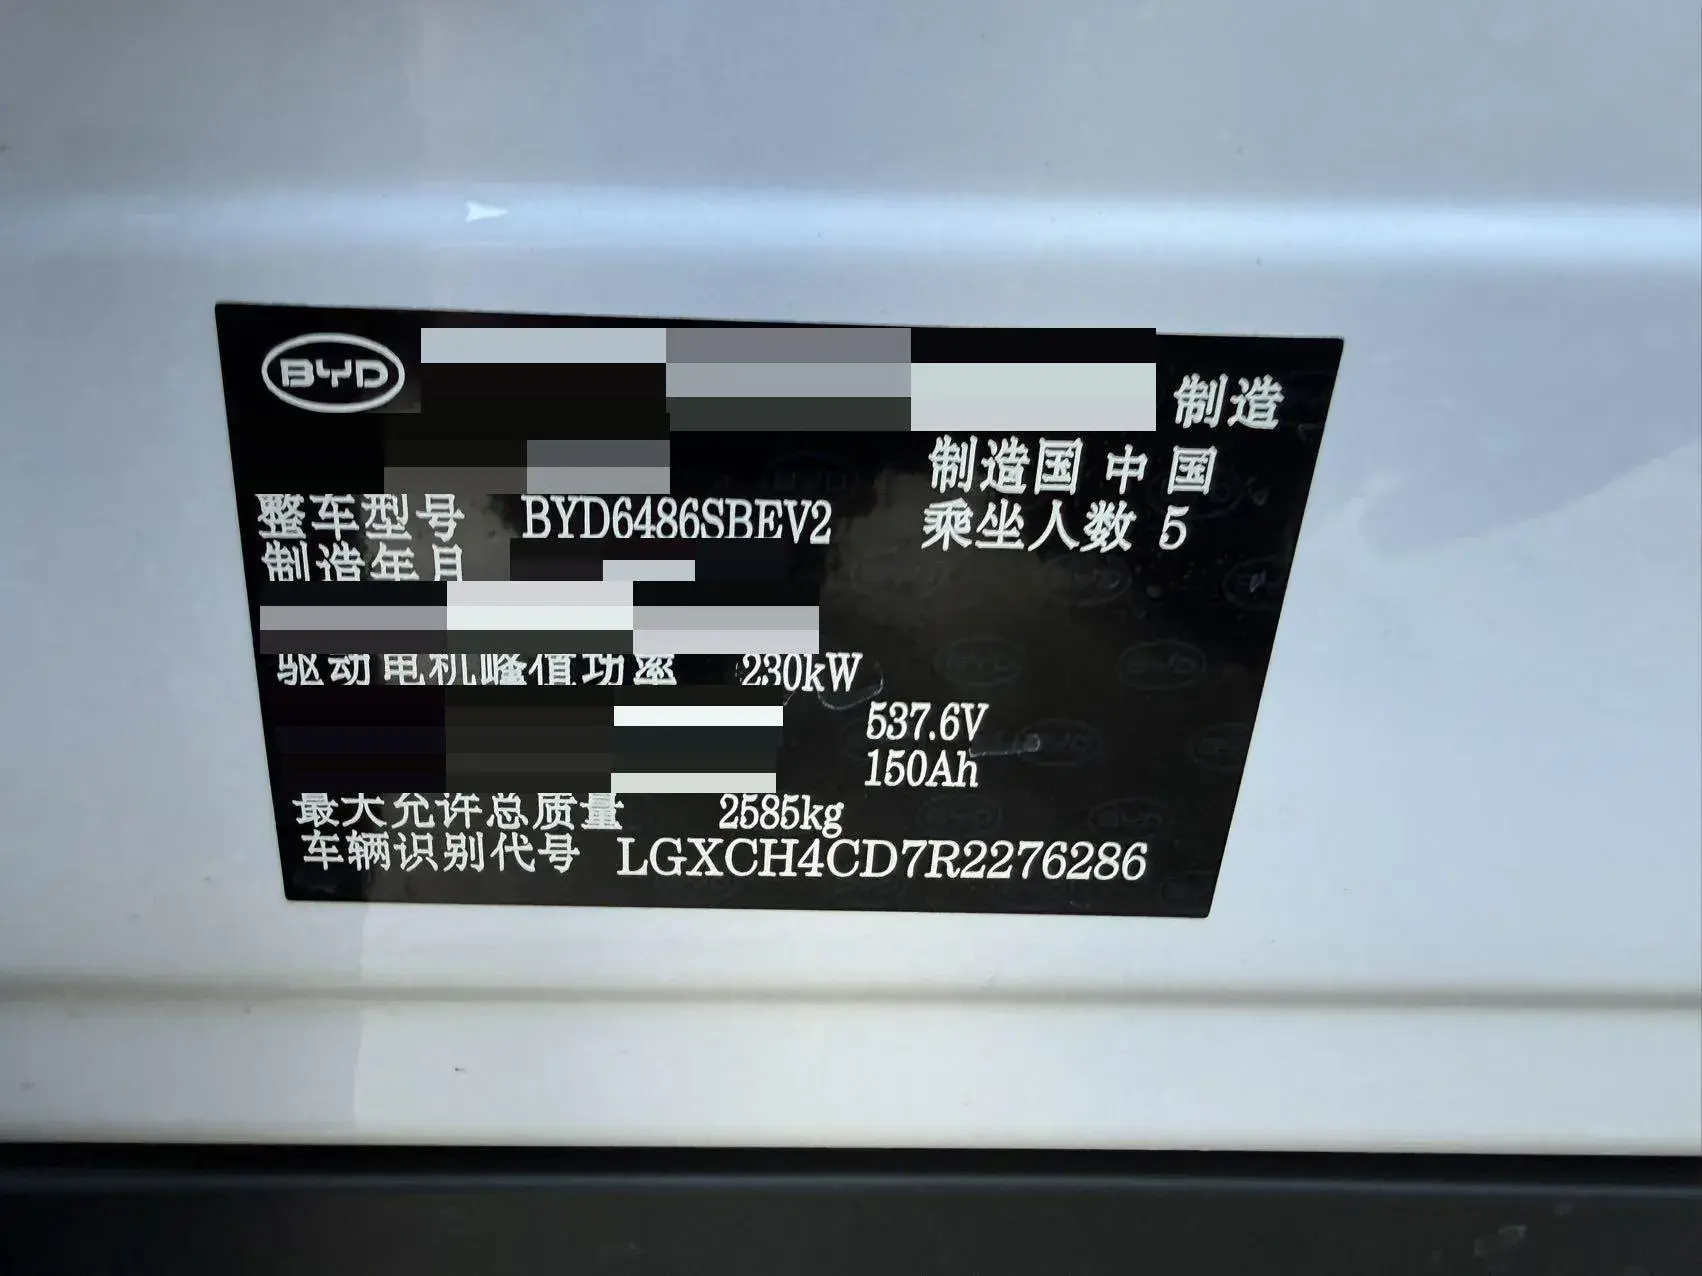 BYD 制造
制造国 中国
整车型号 BYD6486SBEV2 乘坐人数 5
制造年月
驱动电机峰值功率 230kW
537.6V
150Ah
最大允许总质量 2585kg
车辆识别代号 LGXCH4CD7R2276286